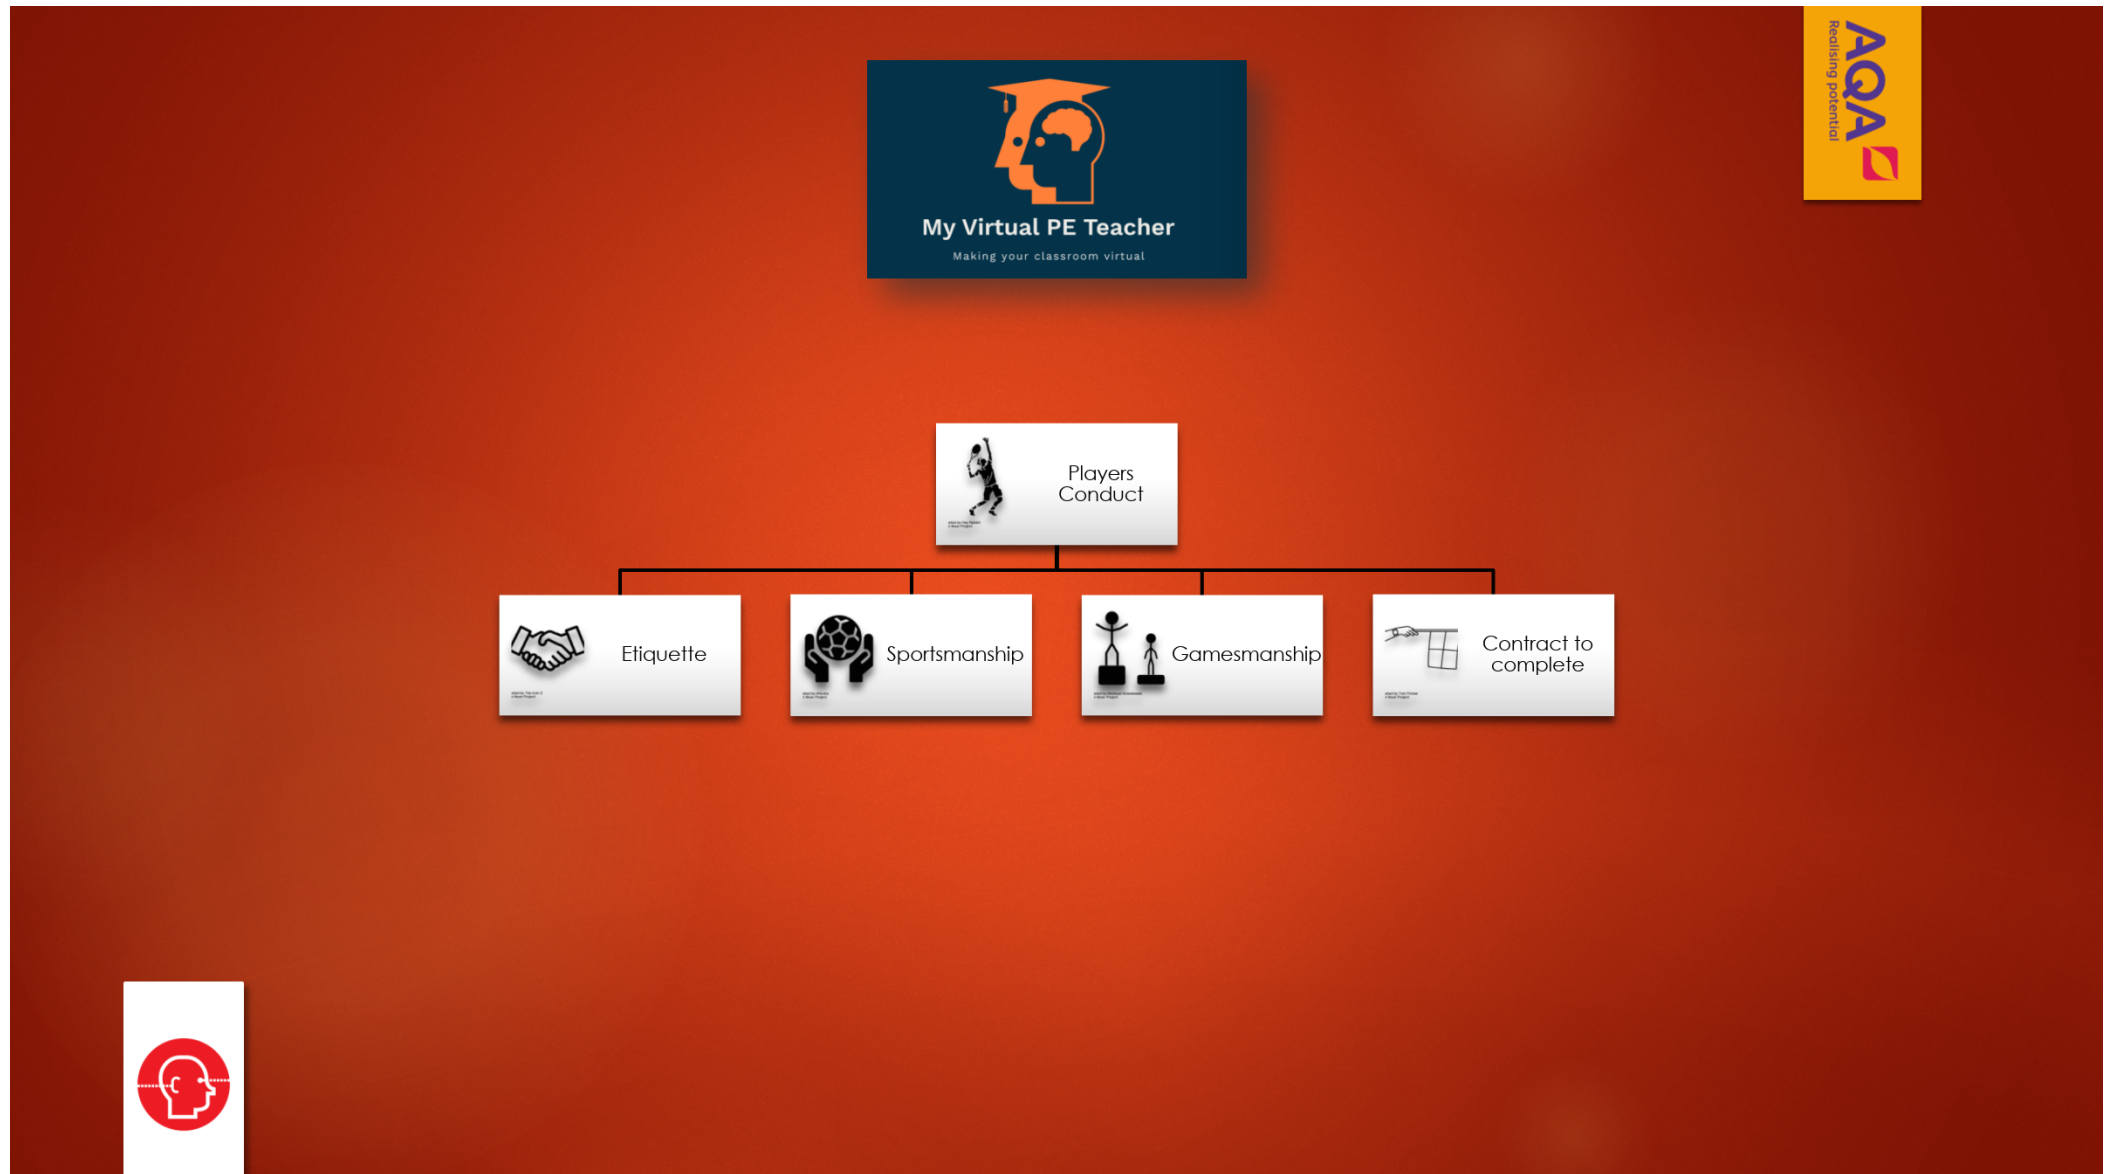 AQA
Realising potential
My Virtual PE Teacher
Making your classroom virtual
Players
Conduct
Etiquette
Sportsmanship
Gamesmanship
Contract to
complete